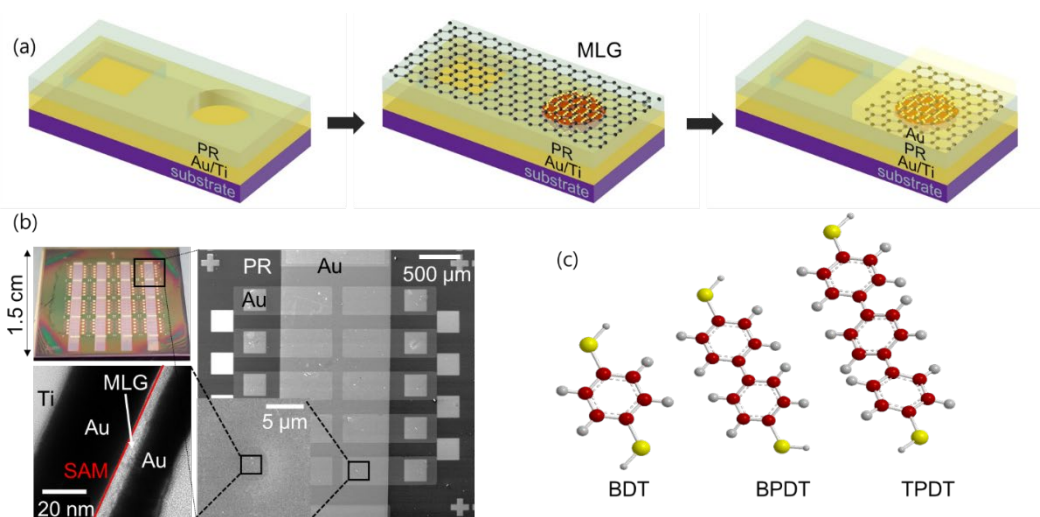 (a)
PR
Au/Ti
substrate
MLG
PR
Au/Ti
substrate
Au
PR
Au/Ti
substrate
(b)
1.5 cm
PR
Au
Au
500 µm
5 µm
MLG
Ti
Au
Au
SAM
20 nm
(c)
BDT
BPDT
TPDT